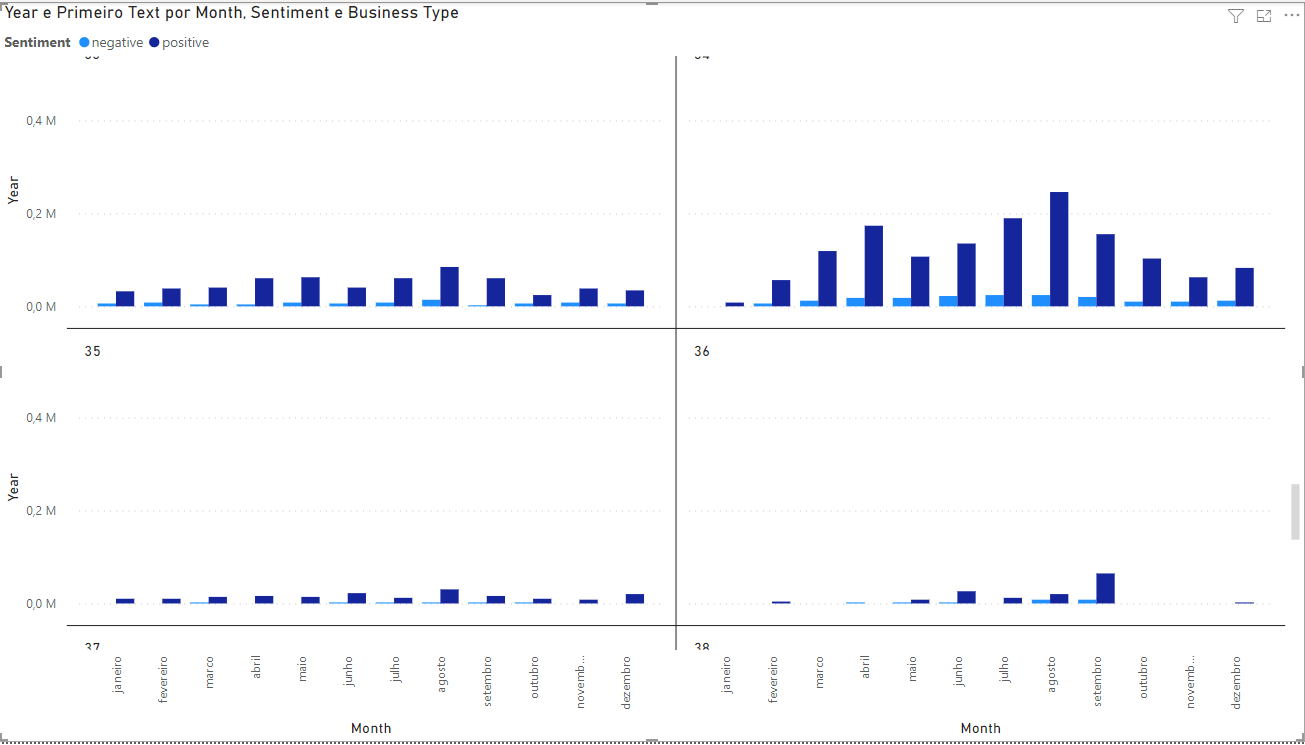 Year e Primeiro Text por Month, Sentiment e Business Type
Sentiment negative positive
0,4 M
0,2 M
0,0 M
Year
35
36
0,4 M
0,2 M
0,0 M
Year
janeiro
fevereiro
marco
abril
maio
junho
julho
agosto
setembro
outubro
novemb...
dezembro
janeiro
fevereiro
marco
abril
maio
junho
julho
agosto
setembro
outubro
novemb...
dezembro
Month
Month